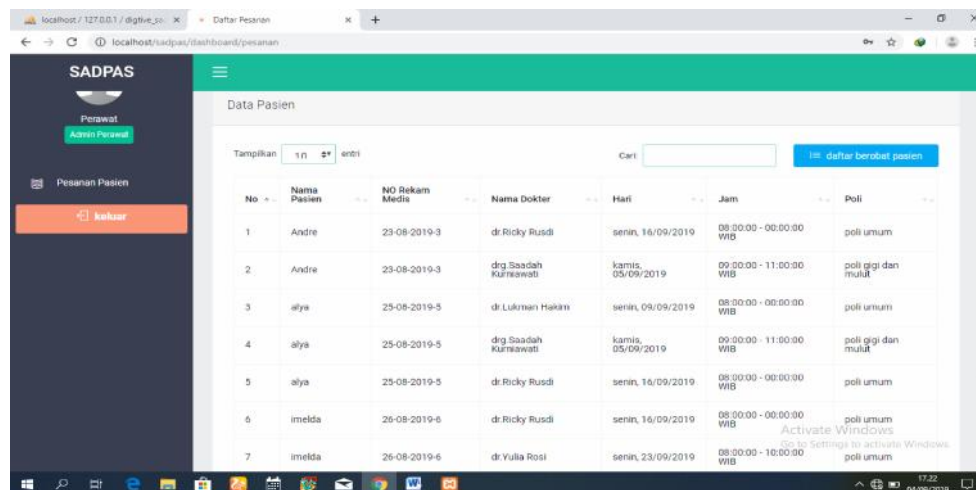 localhost / 127.0.0.1 / digtive_so
Daftar Pesanan
localhost/sadpas/dashboard/pesanan
SADPAS
Perawat
Admin Perawat
Pesanan Pasien
keluar
Data Pasien
Tampilkan 10 entri
Cari:
daftar berobat pasien
No Nama Pasien NO Rekam Medis Nama Dokter Hari Jam Poli
1 Andre 23-08-2019-3 dr.Ricky Rusdi senin, 16/09/2019 08:00:00 - 00:00:00 WIB poli umum
2 Andre 23-08-2019-3 drg.Saadah Kurniawati kamis, 05/09/2019 09:00:00 - 11:00:00 WIB poli gigi dan mulut
3 alya 25-08-2019-5 dr.Lukman Hakim senin, 09/09/2019 08:00:00 - 00:00:00 WIB poli umum
4 alya 25-08-2019-5 drg.Saadah Kurniawati kamis, 05/09/2019 09:00:00 - 11:00:00 WIB poli gigi dan mulut
5 alya 25-08-2019-5 dr.Ricky Rusdi senin, 16/09/2019 08:00:00 - 00:00:00 WIB poli umum
6 imelda 26-08-2019-6 dr.Ricky Rusdi senin, 16/09/2019 08:00:00 - 00:00:00 WIB poli umum
7 imelda 26-08-2019-6 dr.Yulia Rosi senin, 23/09/2019 08:00:00 - 10:00:00 WIB poli umum
Activate Windows
Go to Settings to activate Windows.
17.22
04/09/2019